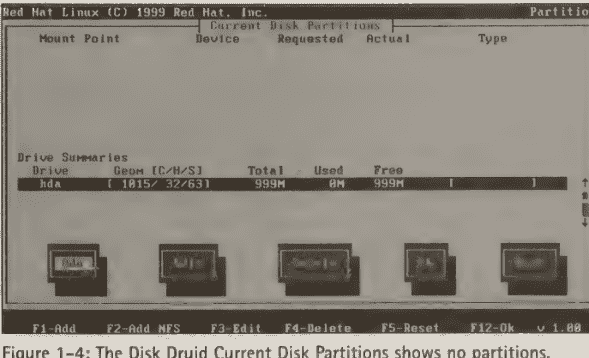 Red Hat Linux (C) 1999 Red Hat, Inc. Partitio
Current Disk Partitions
Mount Point Device Requested Actual Type
Drive Summaries
Drive Geom [C/H/S] Total Used Free
hda [ 1015/ 32/63] 999M 0M 999M [ ]
F1-Add F2-Add NFS F3-Edit F4-Delete F5-Reset F12-Ok v 1.00
Figure 1-4: The Disk Druid Current Disk Partitions shows no partitions.